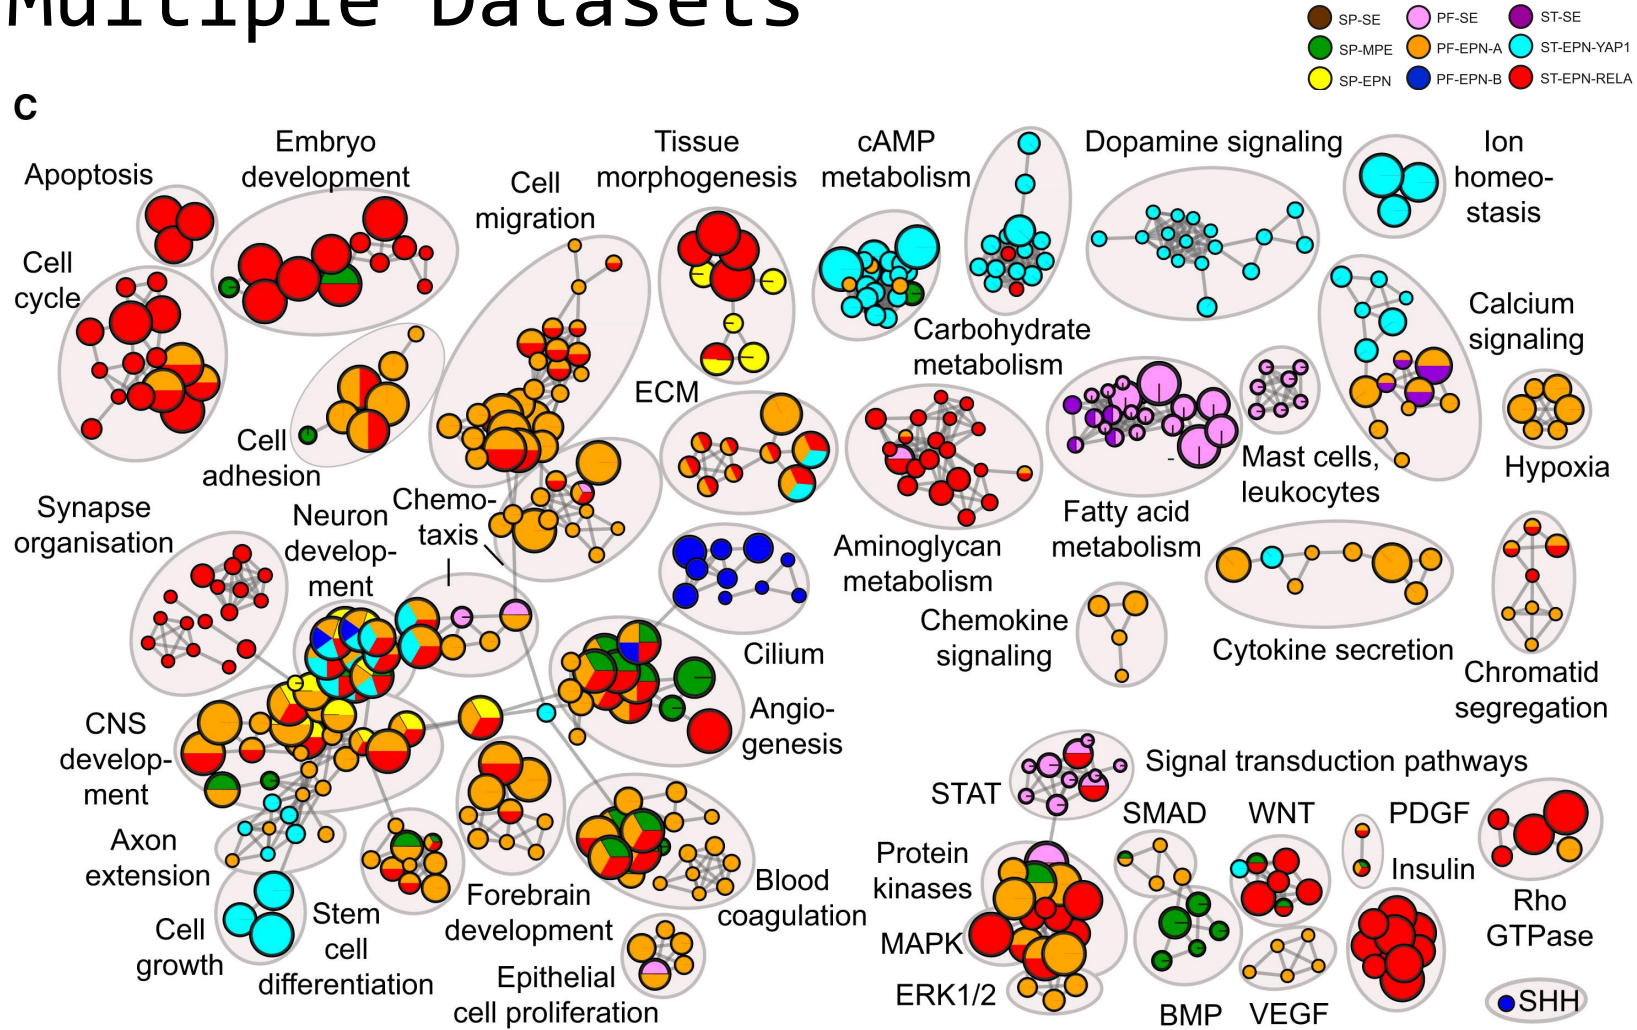 Multiple Datasets
SP-SE
PF-SE
ST-SE
SP-MPE
PF-EPN-A
ST-EPN-YAP1
SP-EPN
PF-EPN-B
ST-EPN-RELA
C
Apoptosis
Embryo
development
Cell
migration
Tissue
morphogenesis
cAMP
metabolism
Dopamine signaling
Ion
homeo-
stasis
Cell
cycle
Carbohydrate
metabolism
Calcium
signaling
Cell
adhesion
ECM
Mast cells,
leukocytes
Hypoxia
Synapse
organisation
Neuron
develop-
ment
Chemo-
taxis
Aminoglycan
metabolism
Fatty acid
metabolism
Cilium
Chemokine
signaling
Cytokine secretion
Chromatid
segregation
CNS
develop-
ment
Angio-
genesis
Axon
extension
Cell
growth
Stem
cell
differentiation
Forebrain
development
Epithelial
cell proliferation
Blood
coagulation
Signal transduction pathways
STAT
SMAD
WNT
PDGF
Insulin
Protein
kinases
MAPK
ERK1/2
BMP
VEGF
Rho
GTPase
SHH